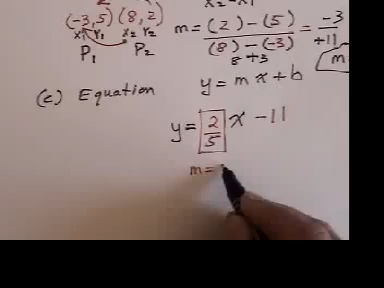 (-3,5) (8,2)
x₁ y₁ x₂ y₂
P₁ P₂
m = (2) - (5) / (8) - (-3) = -3 / +11
8 + 3
m
y = mx + b
(c) Equation
y = 2/5 x - 11
m =